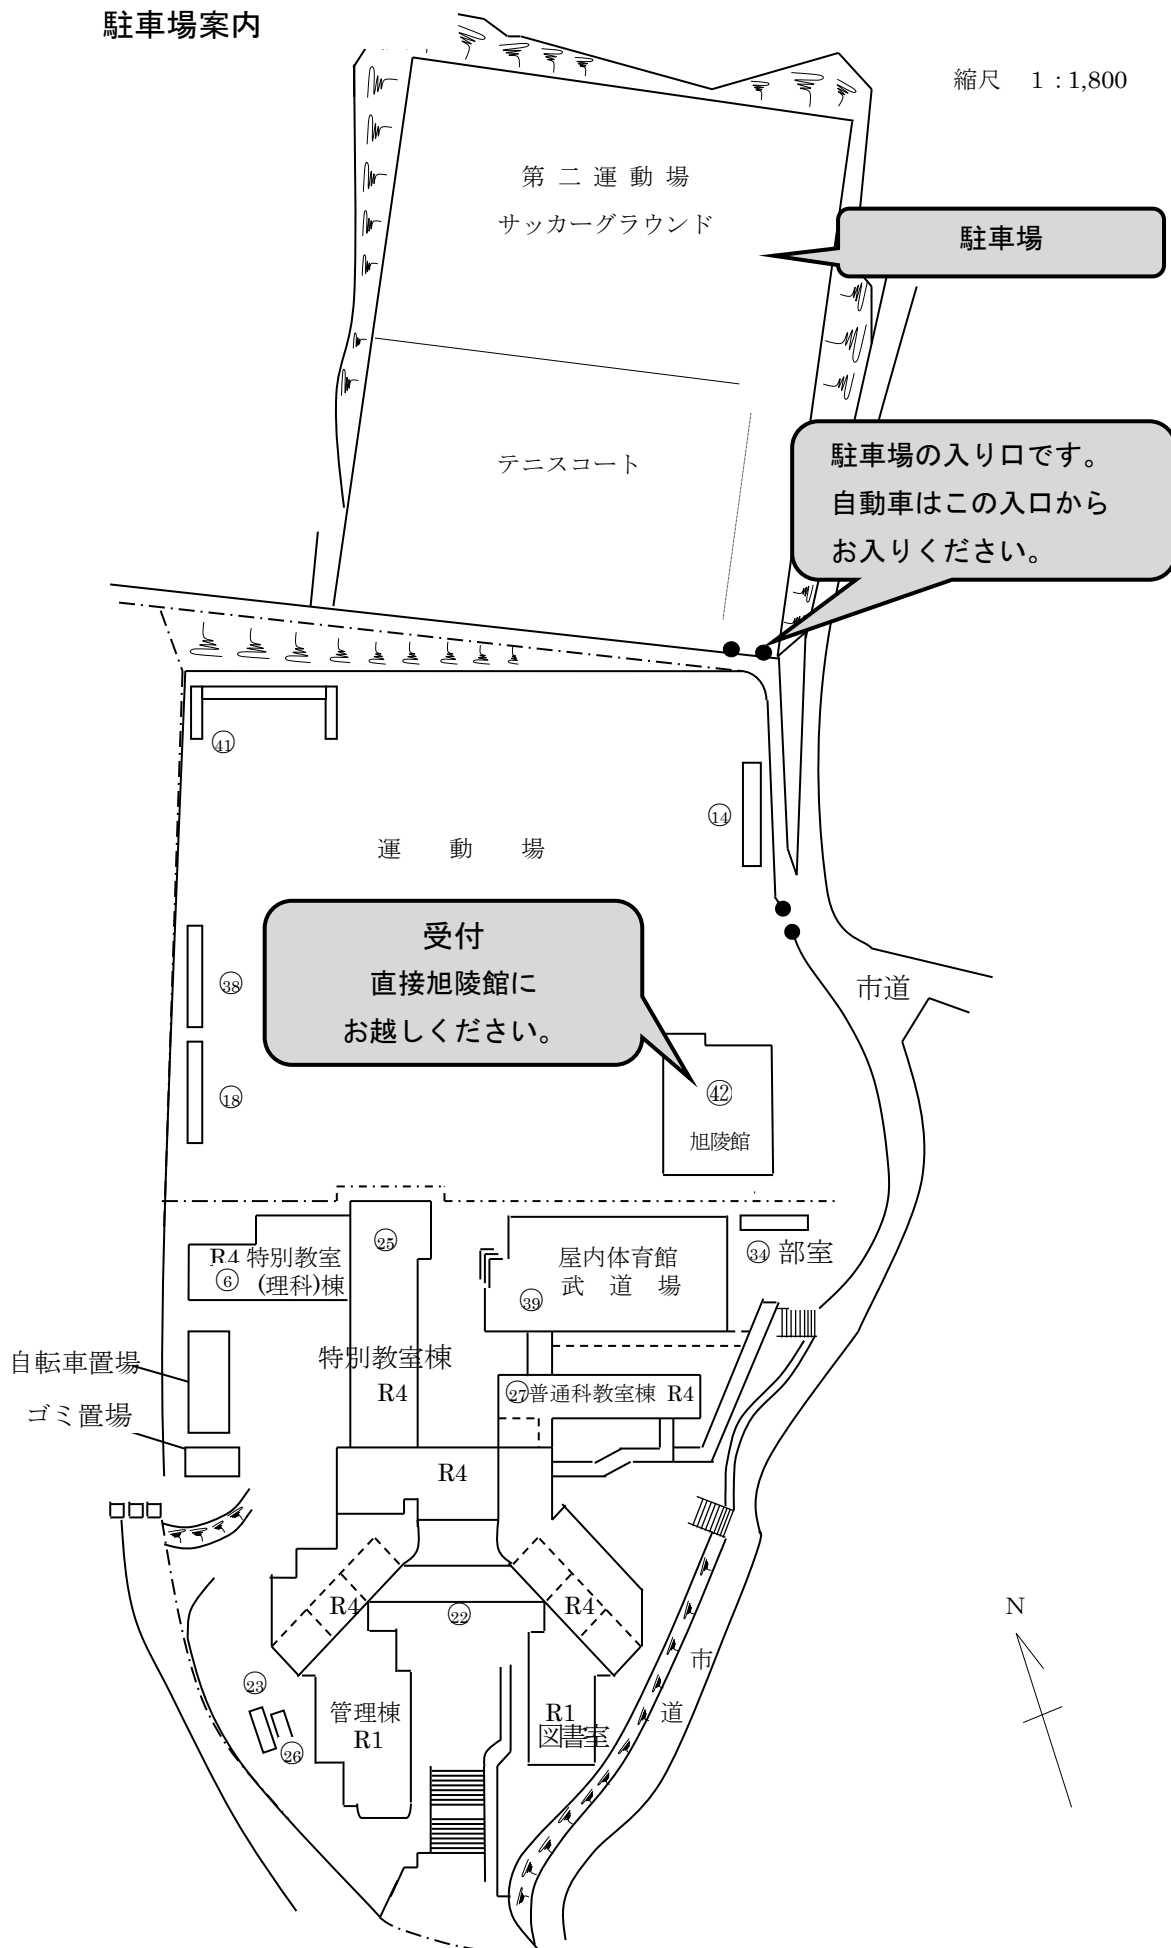 駐車場案内
縮尺　1：1,800
第二運動場
サッカーグラウンド
駐車場
テニスコート
駐車場の入り口です。
自動車はこの入口から
お入りください。
41
14
運動場
受付
直接旭陵館に
お越しください。
38
市道
18
42
旭陵館
R4 特別教室
6 (理科)棟
25
屋内体育館
武道場
39
34 部室
自転車置場
特別教室棟
R4
27 普通科教室棟 R4
ゴミ置場
R4
R4
R4
22
N
市
道
23
管理棟
R1
R1
図書室
26